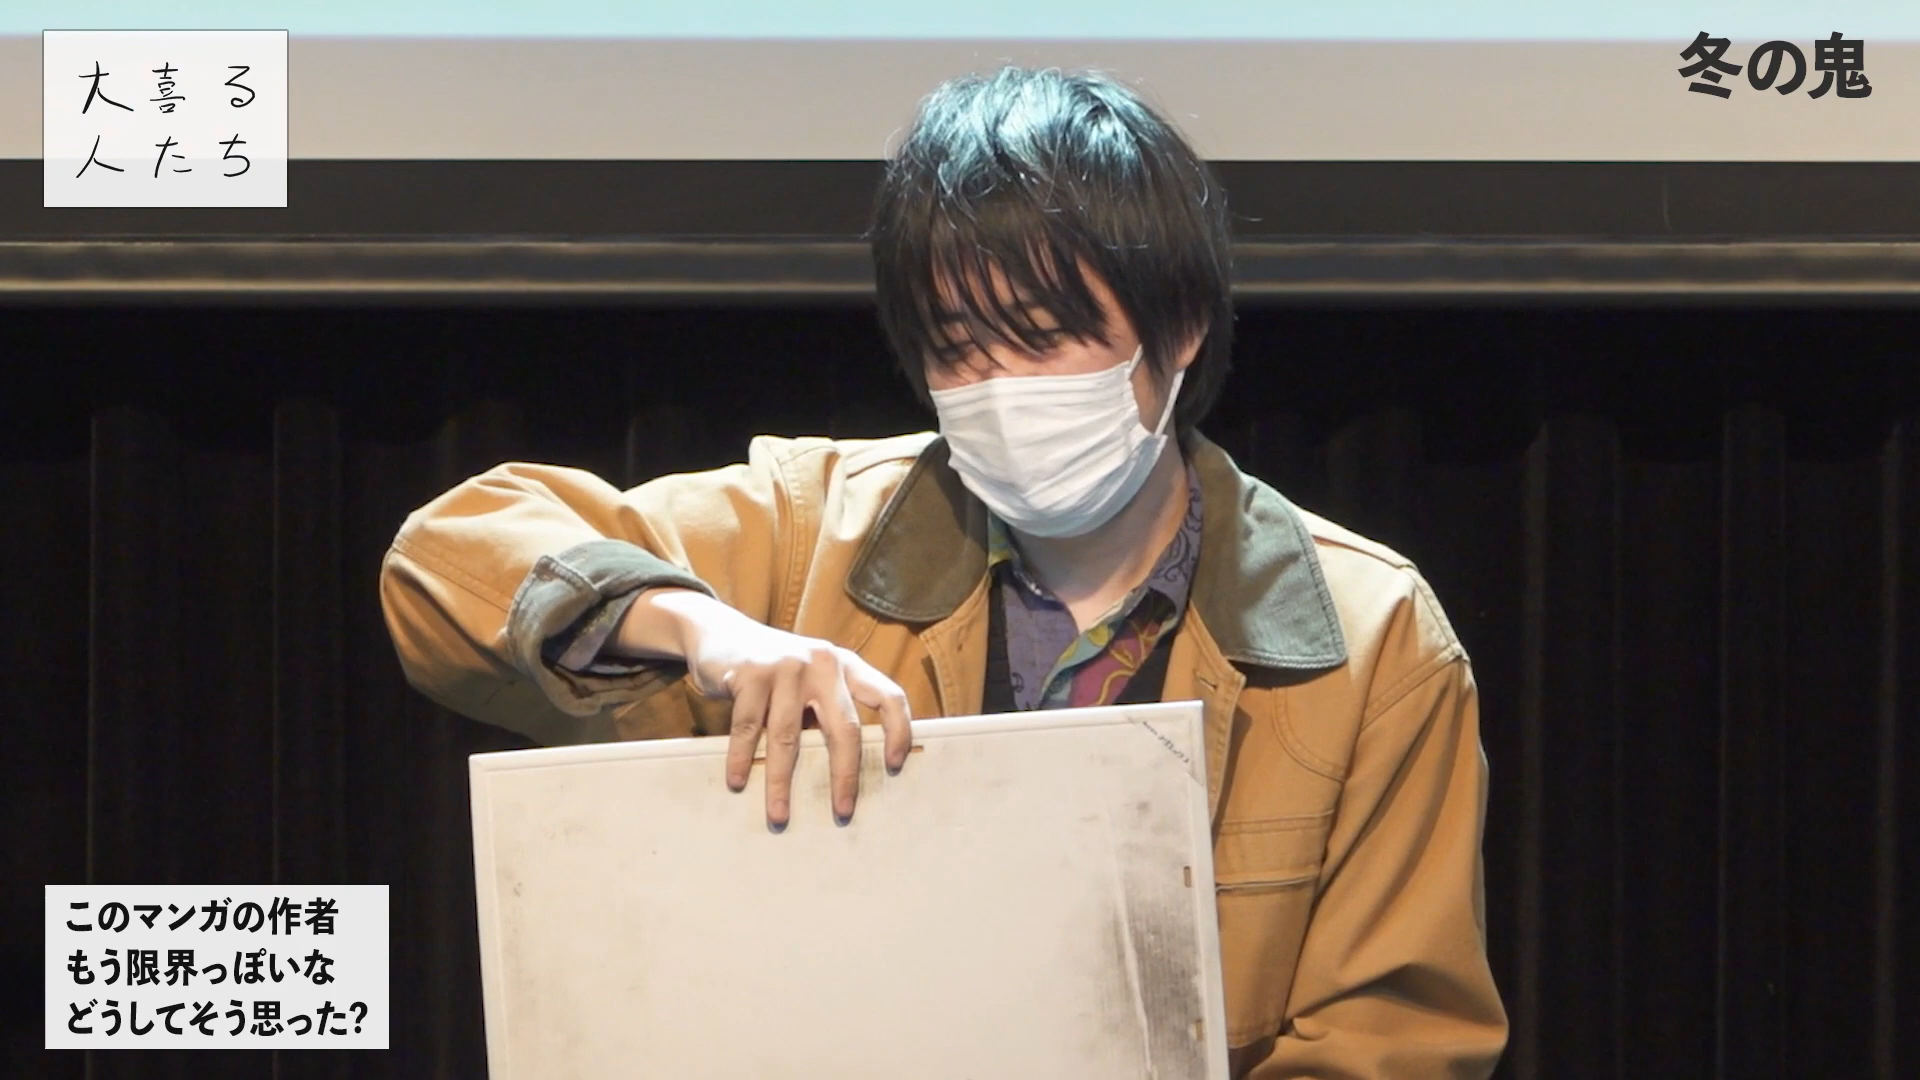 大喜る
人たち
冬の鬼
このマンガの作者
もう限界っぽいな
どうしてそう思った?